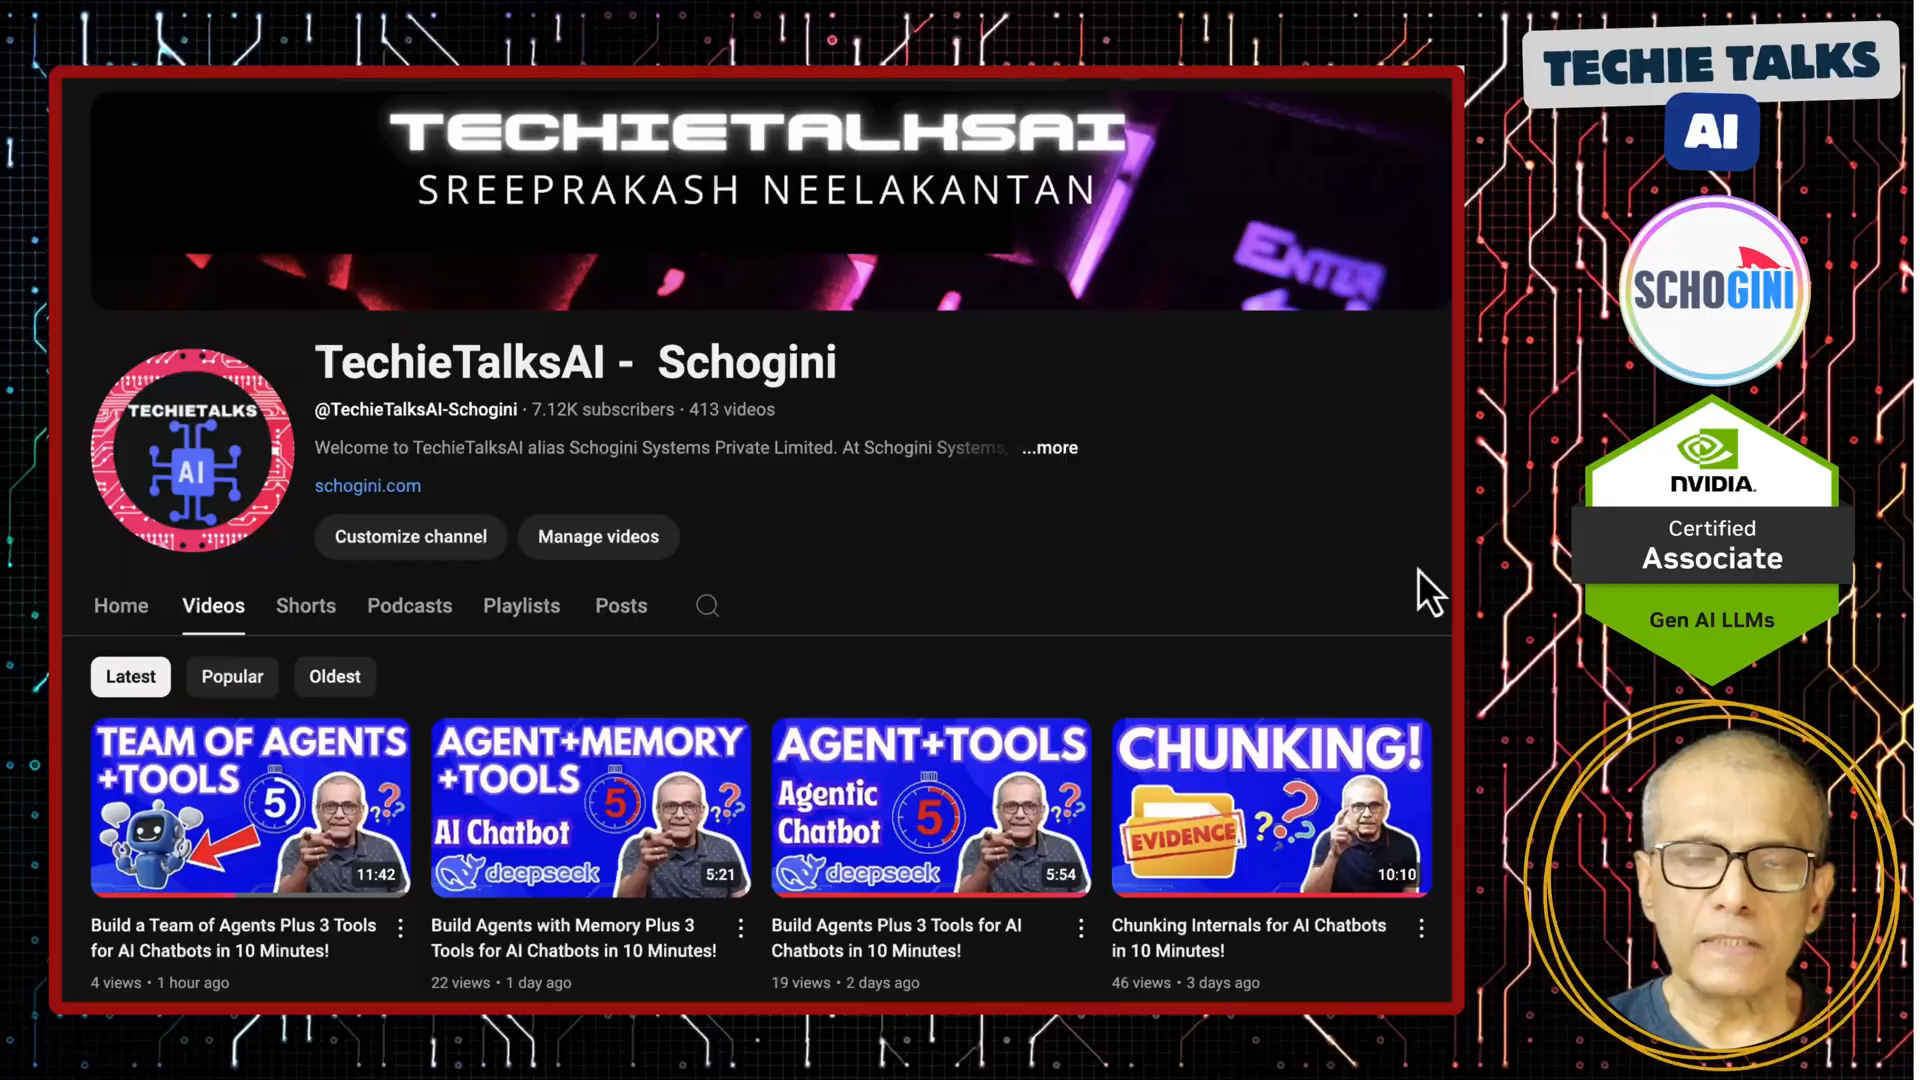 TECHIETALKSAI
SREEPRAKASH NEELAKANTAN
ENTER
TECHIETALKS
AI
TechieTalksAI - Schogini
@TechieTalksAI-Schogini · 7.12K subscribers · 413 videos
Welcome to TechieTalksAI alias Schogini Systems Private Limited. At Schogini Systems, ...more
schogini.com
Customize channel Manage videos
Home Videos Shorts Podcasts Playlists Posts
Latest Popular Oldest
TEAM OF AGENTS
+TOOLS
5
??
11:42
Build a Team of Agents Plus 3 Tools
for AI Chatbots in 10 Minutes!
4 views • 1 hour ago
AGENT+MEMORY
+TOOLS
5
??
AI Chatbot
deepseek
5:21
Build Agents with Memory Plus 3
Tools for AI Chatbots in 10 Minutes!
22 views • 1 day ago
AGENT+TOOLS
Agentic
Chatbot
5
??
deepseek
5:54
Build Agents Plus 3 Tools for AI
Chatbots in 10 Minutes!
19 views • 2 days ago
CHUNKING!
EVIDENCE
???
10:10
Chunking Internals for AI Chatbots
in 10 Minutes!
46 views • 3 days ago
TECHIE TALKS
AI
SCHOGINI
NVIDIA.
Certified
Associate
Gen AI LLMs